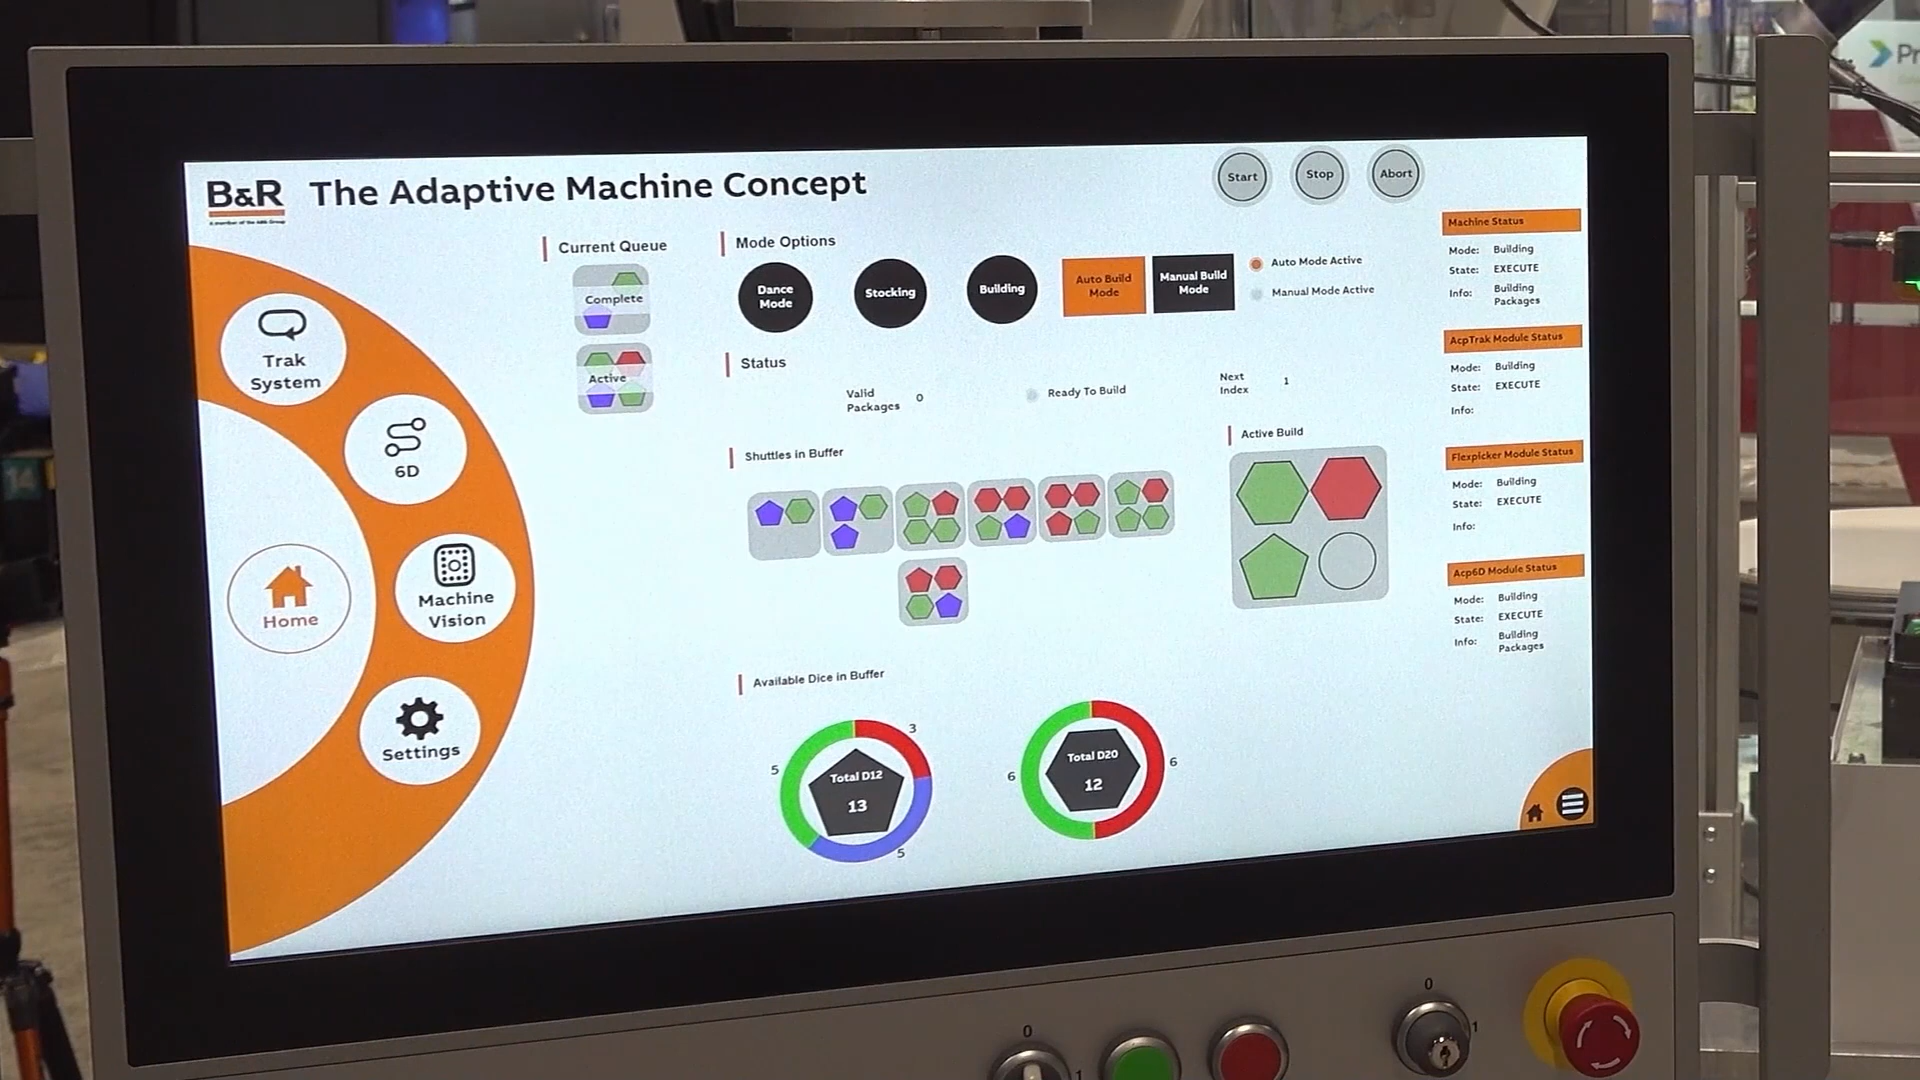 B&R
The Adaptive Machine Concept
Start
Stop
Abort
Trak
System
6D
Machine
Vision
Home
Settings
Current Queue
Complete
Active
Mode Options
Dance
Mode
Stocking
Building
Auto Build
Mode
Manual Build
Mode
Auto Mode Active
Manual Mode Active
Status
Valid
Packages 0
Ready To Build
Next
Index 1
Shuttles in Buffer
Active Build
Available Dice in Buffer
Total D12
13
3
5
5
Total D20
12
6
6
Machine Status
Mode: Building
State: EXECUTE
Info: Building
Packages
AcpTrak Module Status
Mode: Building
State: EXECUTE
Info:
Flexpicker Module Status
Mode: Building
State: EXECUTE
Info:
Acp6D Module Status
Mode: Building
State: EXECUTE
Info: Building
Packages
0
1
0
1
14
Pr